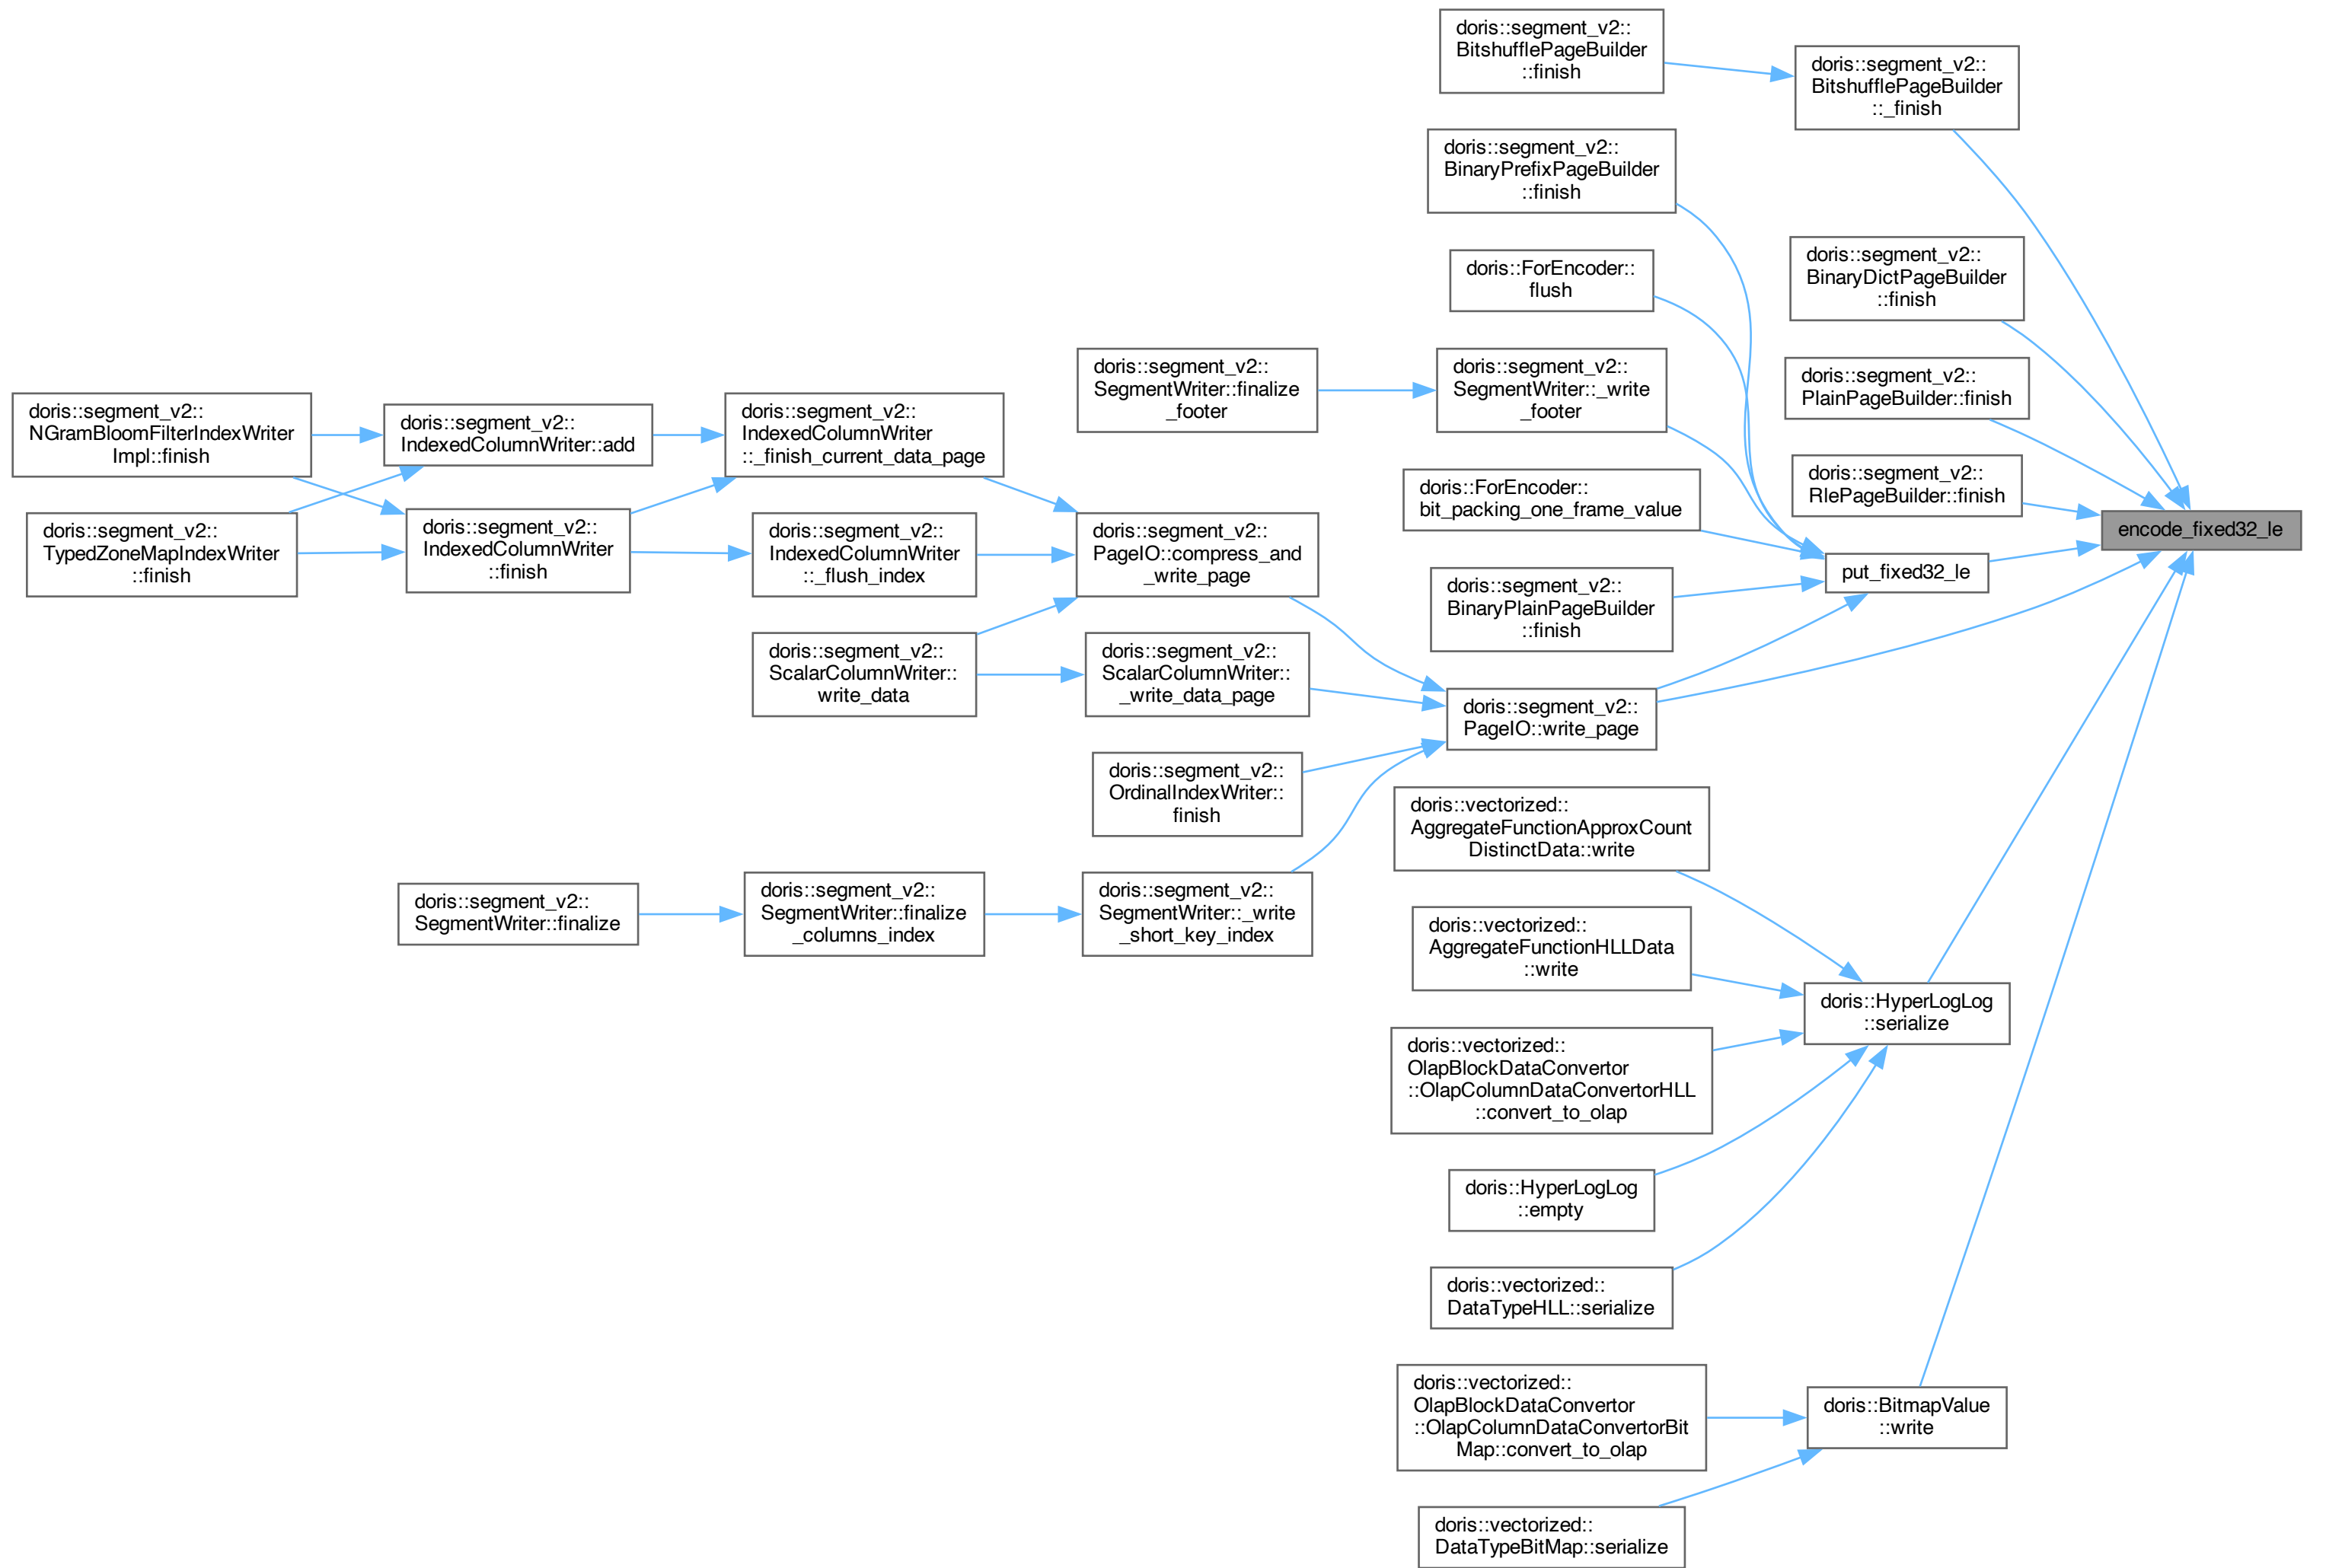 doris::segment_v2::
BitshufflePageBuilder
::finish
doris::segment_v2::
BitshufflePageBuilder
::_finish
doris::segment_v2::
BinaryPrefixPageBuilder
::finish
doris::segment_v2::
BinaryDictPageBuilder
::finish
doris::ForEncoder::
flush
doris::segment_v2::
SegmentWriter::finalize
_footer
doris::segment_v2::
SegmentWriter::_write
_footer
doris::segment_v2::
PlainPageBuilder::finish
doris::segment_v2::
NGramBloomFilterIndexWriter
Impl::finish
doris::segment_v2::
IndexedColumnWriter::add
doris::segment_v2::
IndexedColumnWriter
::_finish_current_data_page
doris::ForEncoder::
bit_packing_one_frame_value
doris::segment_v2::
RlePageBuilder::finish
encode_fixed32_le
doris::segment_v2::
TypedZoneMapIndexWriter
::finish
doris::segment_v2::
IndexedColumnWriter
::finish
doris::segment_v2::
IndexedColumnWriter
::_flush_index
doris::segment_v2::
PageIO::compress_and
_write_page
put_fixed32_le
doris::segment_v2::
BinaryPlainPageBuilder
::finish
doris::segment_v2::
ScalarColumnWriter::
write_data
doris::segment_v2::
ScalarColumnWriter::
_write_data_page
doris::segment_v2::
PageIO::write_page
doris::segment_v2::
OrdinalIndexWriter::
finish
doris::vectorized::
AggregateFunctionApproxCount
DistinctData::write
doris::segment_v2::
SegmentWriter::finalize
doris::segment_v2::
SegmentWriter::finalize
_columns_index
doris::segment_v2::
SegmentWriter::_write
_short_key_index
doris::vectorized::
AggregateFunctionHLLData
::write
doris::HyperLogLog
::serialize
doris::vectorized::
OlapBlockDataConvertor
::OlapColumnDataConvertorHLL
::convert_to_olap
doris::HyperLogLog
::empty
doris::vectorized::
DataTypeHLL::serialize
doris::vectorized::
OlapBlockDataConvertor
::OlapColumnDataConvertorBit
Map::convert_to_olap
doris::BitmapValue
::write
doris::vectorized::
DataTypeBitMap::serialize